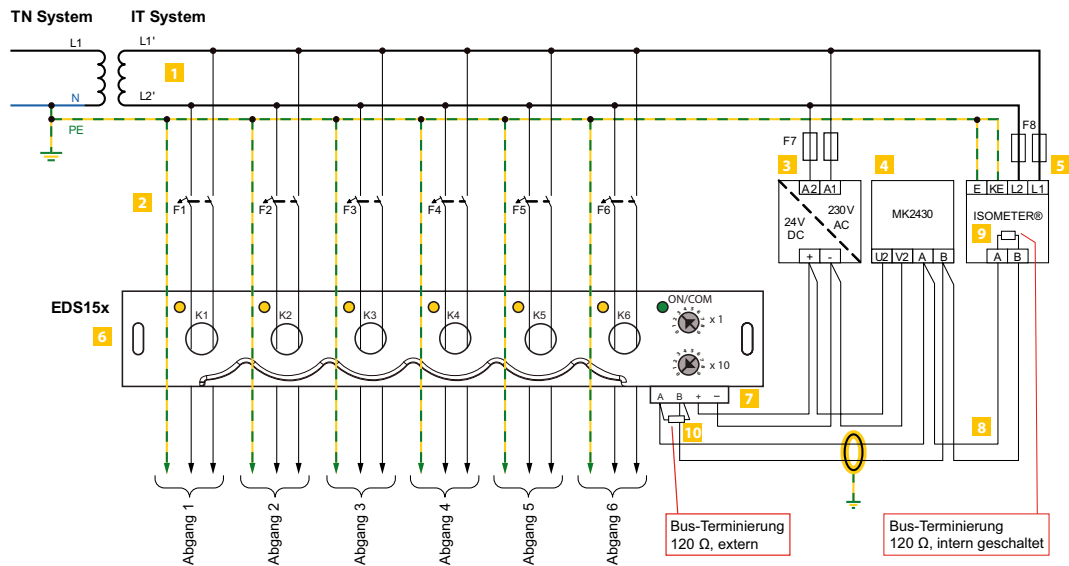 TN System IT System
L1 L1'
1
N L2'
PE
F7 F8
3 4 5
A2 A1 E KE L2 L1
2
F1 F2 F3 F4 F5 F6
24V DC 230V AC
MK2430
ISOMETER®
9
+ - U2 V2 A B A B
EDS15x
6
K1 K2 K3 K4 K5 K6
ON/COM
x 1
x 10
A B + − 7
10 8
Abgang 1
Abgang 2
Abgang 3
Abgang 4
Abgang 5
Abgang 6
Bus-Terminierung
120 Ω, extern
Bus-Terminierung
120 Ω, intern geschaltet